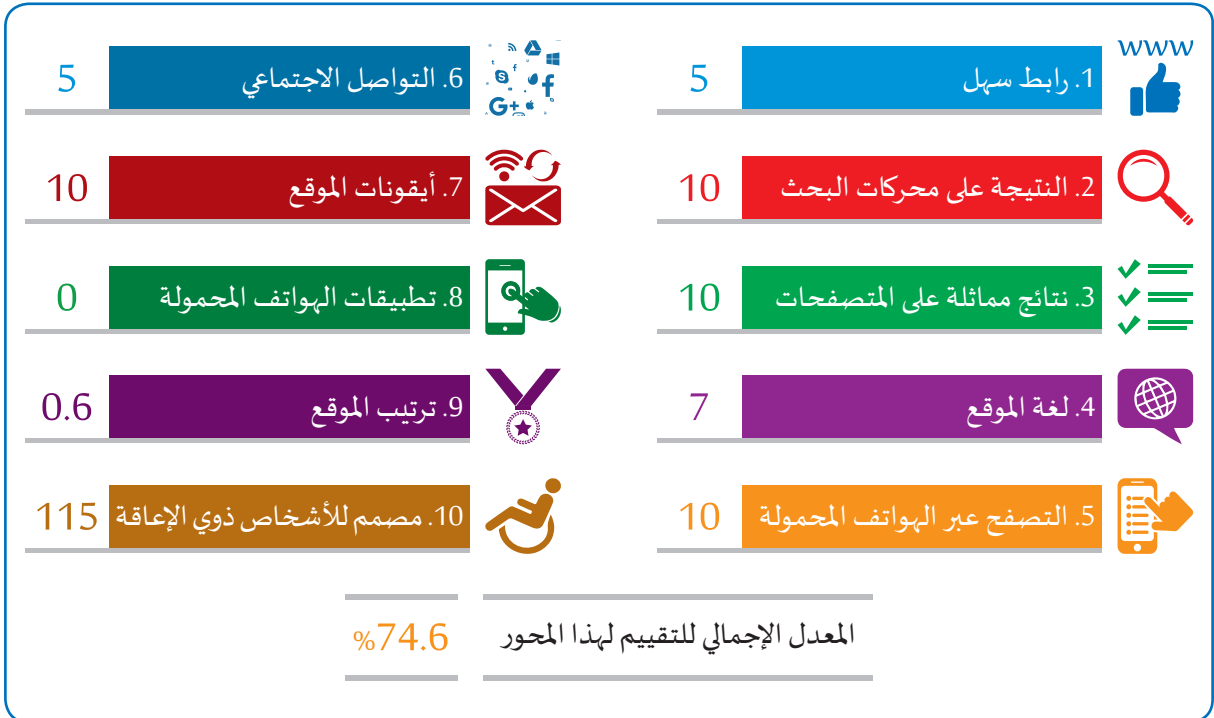 WWW
1. رابط سهل
5
2. النتيجة على محركات البحث
10
3. نتائج مماثلة على المتصفحات
10
4. لغة الموقع
7
5. التصفح عبر الهواتف المحمولة
10
6. التواصل الاجتماعي
5
7. أيقونات الموقع
10
8. تطبيقات الهواتف المحمولة
0
9. ترتيب الموقع
0.6
10. مصمم للأشخاص ذوي الإعاقة
115
المعدل الإجمالي للتقييم لهذا المحور
%74.6